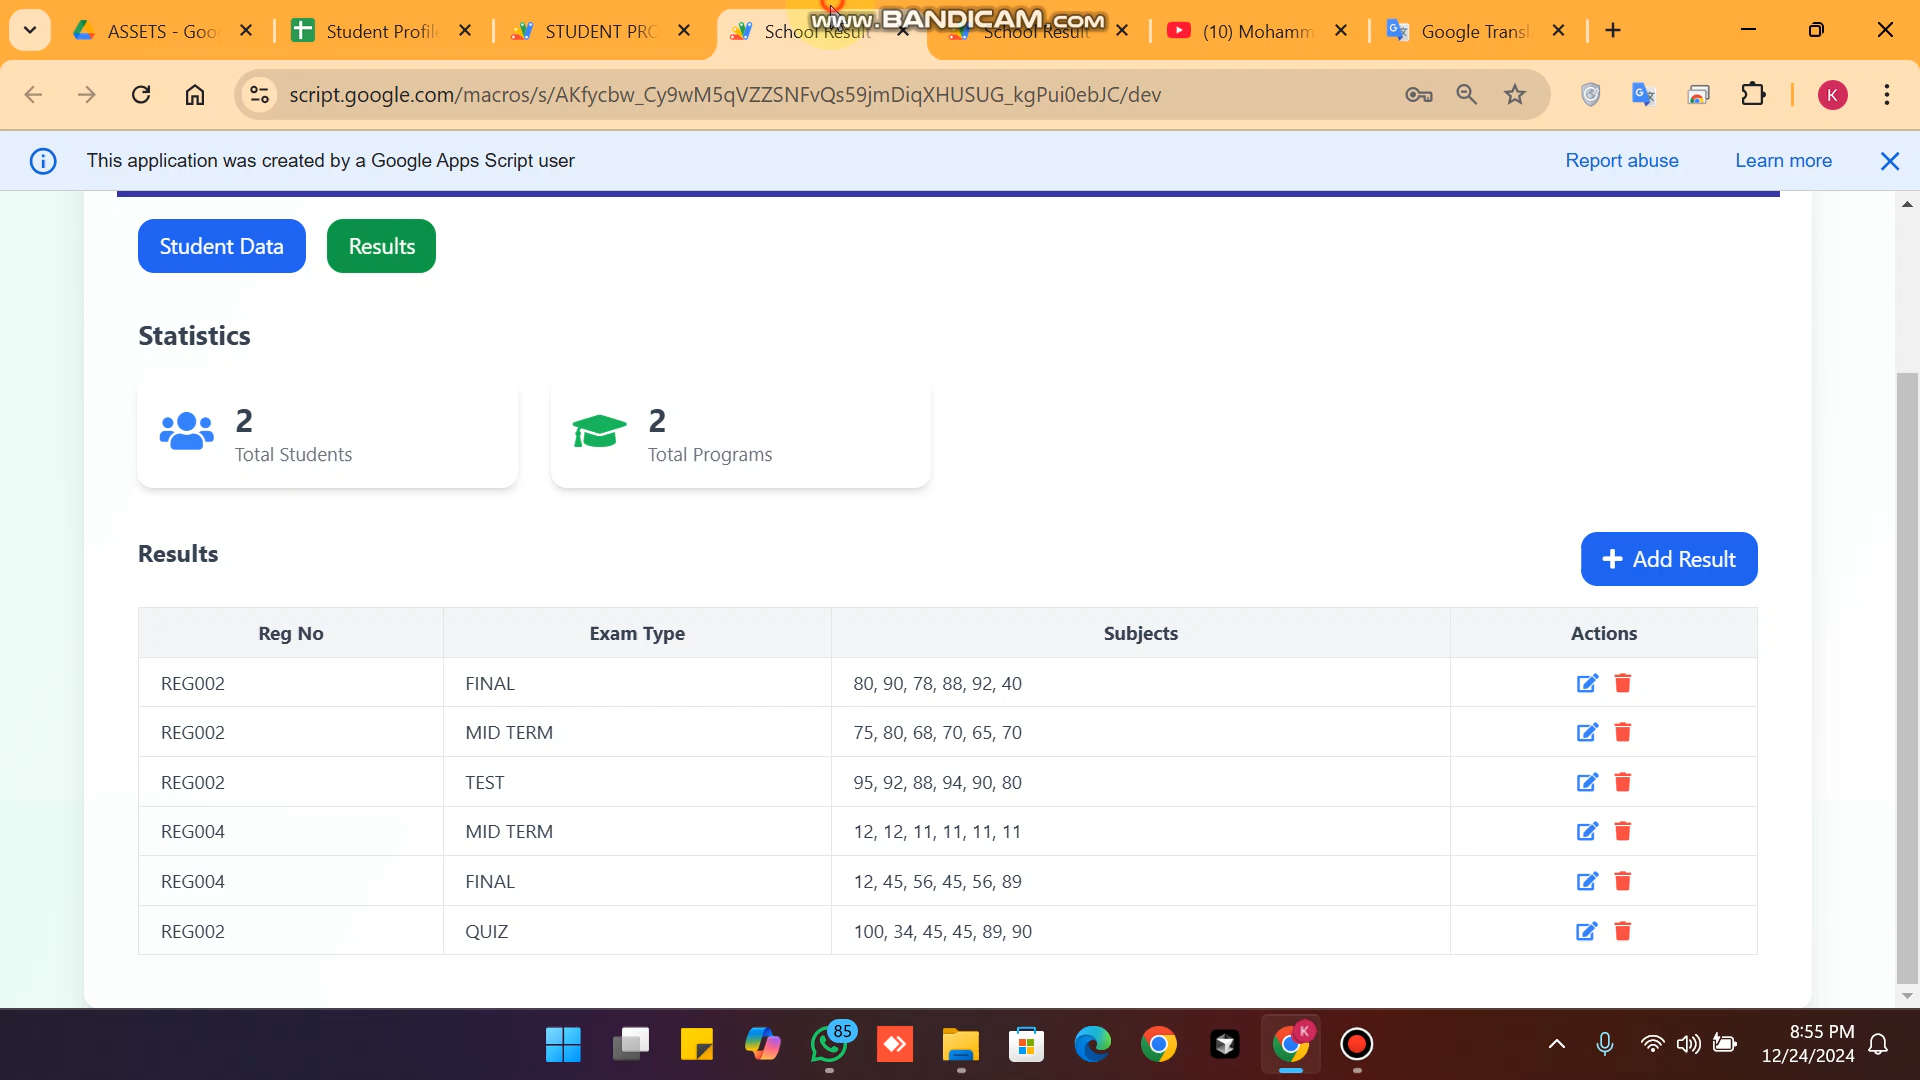 ASSETS - Goo
Student Profil
STUDENT PRO
School Result
School Result
(10) Mohamm
Google Transl
www.BANDICAM.COM
script.google.com/macros/s/AKfycbw_Cy9wM5qVZZSNFvQs59jmDiqXHUSUG_kgPui0ebJC/dev
K
This application was created by a Google Apps Script user
Report abuse
Learn more
Student Data
Results
Statistics
2
Total Students
2
Total Programs
Results
Add Result
Reg No Exam Type Subjects Actions
REG002 FINAL 80, 90, 78, 88, 92, 40
REG002 MID TERM 75, 80, 68, 70, 65, 70
REG002 TEST 95, 92, 88, 94, 90, 80
REG004 MID TERM 12, 12, 11, 11, 11, 11
REG004 FINAL 12, 45, 56, 45, 56, 89
REG002 QUIZ 100, 34, 45, 45, 89, 90
85
K
8:55 PM
12/24/2024